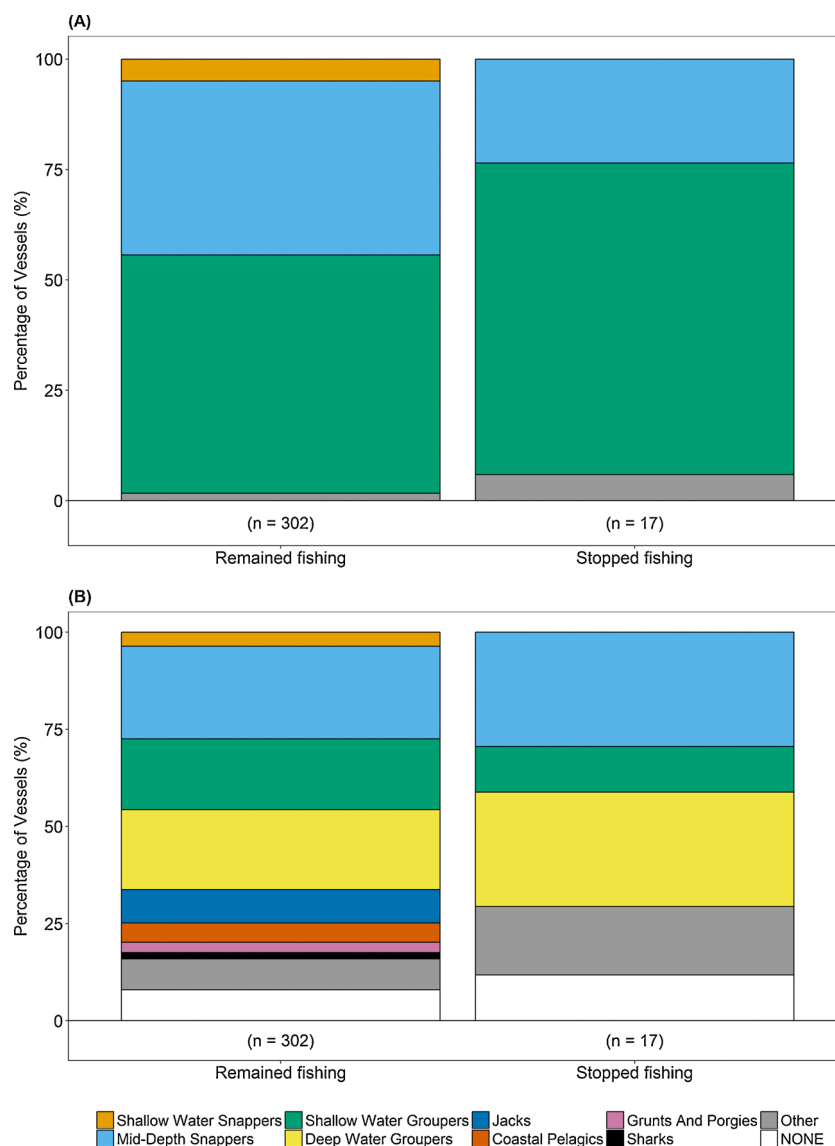 (A)
100
75
50
25
0
Percentage of Vessels (%)
(n = 302) (n = 17)
Remained fishing Stopped fishing
(B)
100
75
50
25
0
Percentage of Vessels (%)
(n = 302) (n = 17)
Remained fishing Stopped fishing
Shallow Water Snappers Shallow Water Groupers Jacks Grunts And Porgies Other
Mid-Depth Snappers Deep Water Groupers Coastal Pelagics Sharks NONE